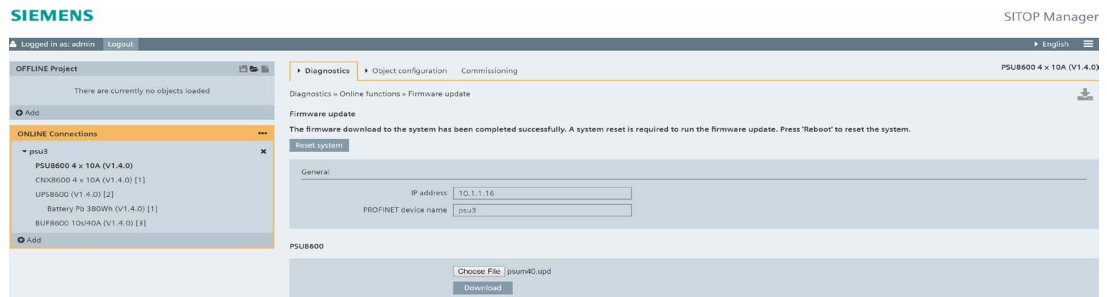 SIEMENS
SITOP Manager
Logged in as: admin Logout
English
OFFLINE Project
There are currently no objects loaded
Add
ONLINE Connections
psu3
PSU8600 4 x 10A (V1.4.0)
CNX8600 4 x 10A (V1.4.0) [1]
UPS8600 (V1.4.0) [2]
Battery Pb 380Wh (V1.4.0) [1]
BUF8600 10s/40A (V1.4.0) [3]
Add
Diagnostics Object configuration Commissioning
PSU8600 4 x 10A (V1.4.0)
Diagnostics » Online functions » Firmware update
Firmware update
The firmware download to the system has been completed successfully. A system reset is required to run the firmware update. Press 'Reboot' to reset the system.
Reset system
General
IP address 10.1.1.16
PROFINET device name psu3
PSU8600
Choose File psum40.upd
Download